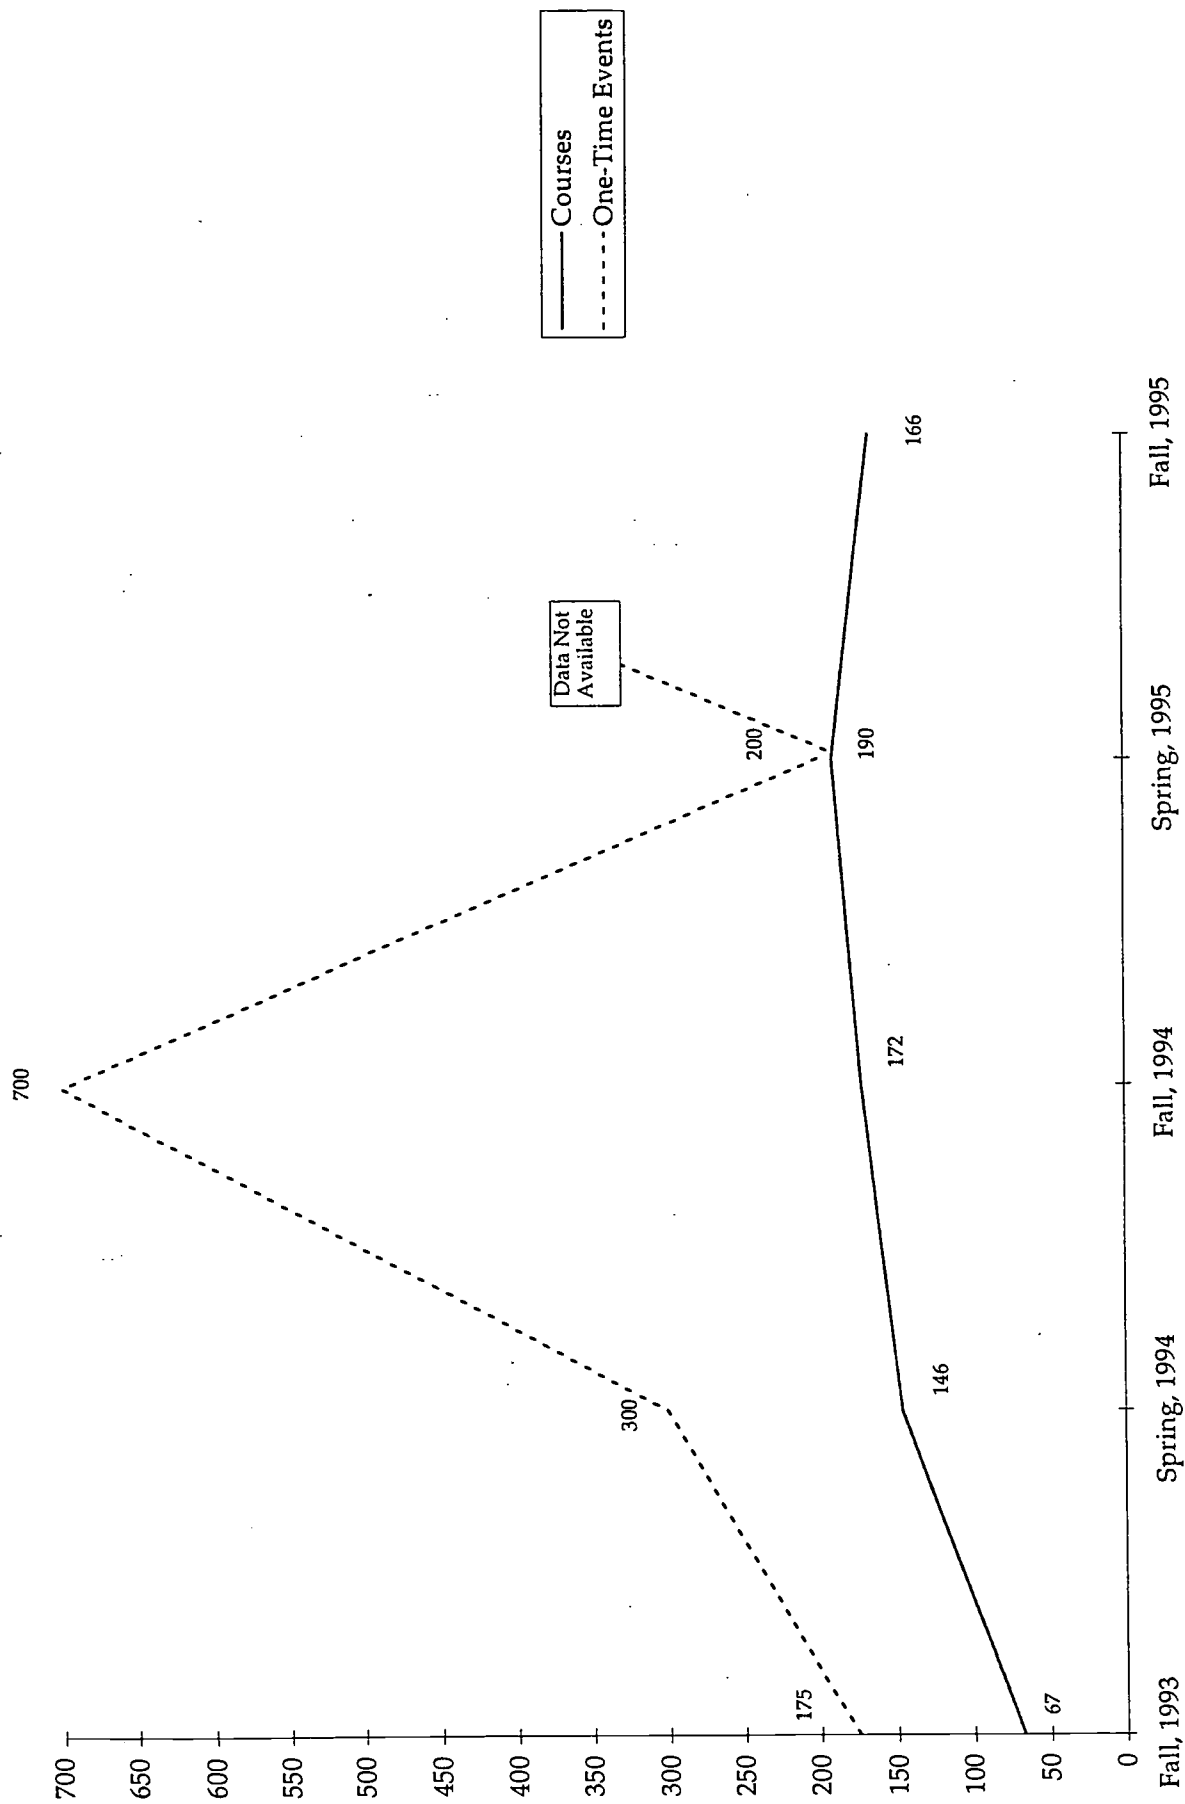 Courses
One-Time Events
700
650
600
550
500
450
400
350
300
250
200
150
100
50
0
175
300
700
200
Data Not
Available
67
146
172
190
166
Fall, 1993
Spring, 1994
Fall, 1994
Spring, 1995
Fall, 1995